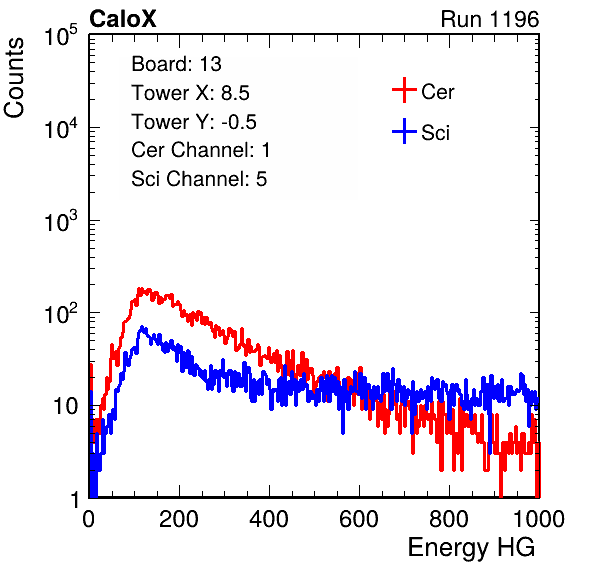 CaloX Run 1196
Counts
Board: 13
Tower X: 8.5
Tower Y: -0.5
Cer Channel: 1
Sci Channel: 5
Cer
Sci
10^5
10^4
10^3
10^2
10
1
0 200 400 600 800 1000
Energy HG